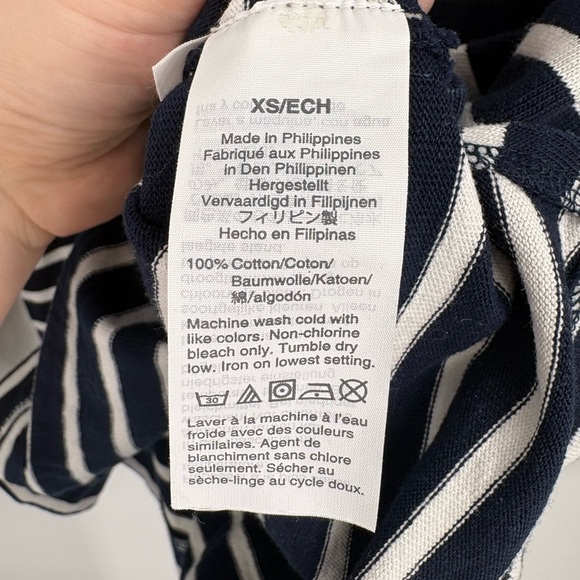 XS/ECH
Made in Philippines
Fabriqué aux Philippines
in Den Philippinen
Hergestellt
Vervaardigd in Filipijnen
フィリピン製
Hecho en Filipinas
100% Cotton/Coton/
Baumwolle/Katoen/
綿/algodón
Machine wash cold with
like colors. Non-chlorine
bleach only. Tumble dry
low. Iron on lowest setting.
30
Laver à la machine à l'eau
froide avec des couleurs
similaires. Agent de
blanchiment sans chlore
seulement. Sécher au
sèche-linge au cycle doux.